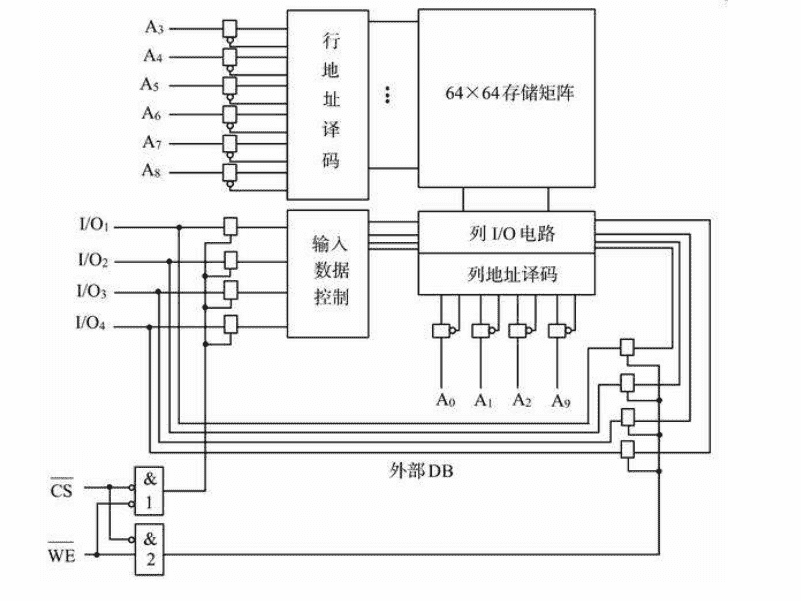 A3
A4
A5
A6
A7
A8
行地址译码
64×64存储矩阵
I/O1
I/O2
I/O3
I/O4
输入
数据
控制
列I/O电路
列地址译码
A0 A1 A2 A9
外部DB
CS
& 1
WE
& 2